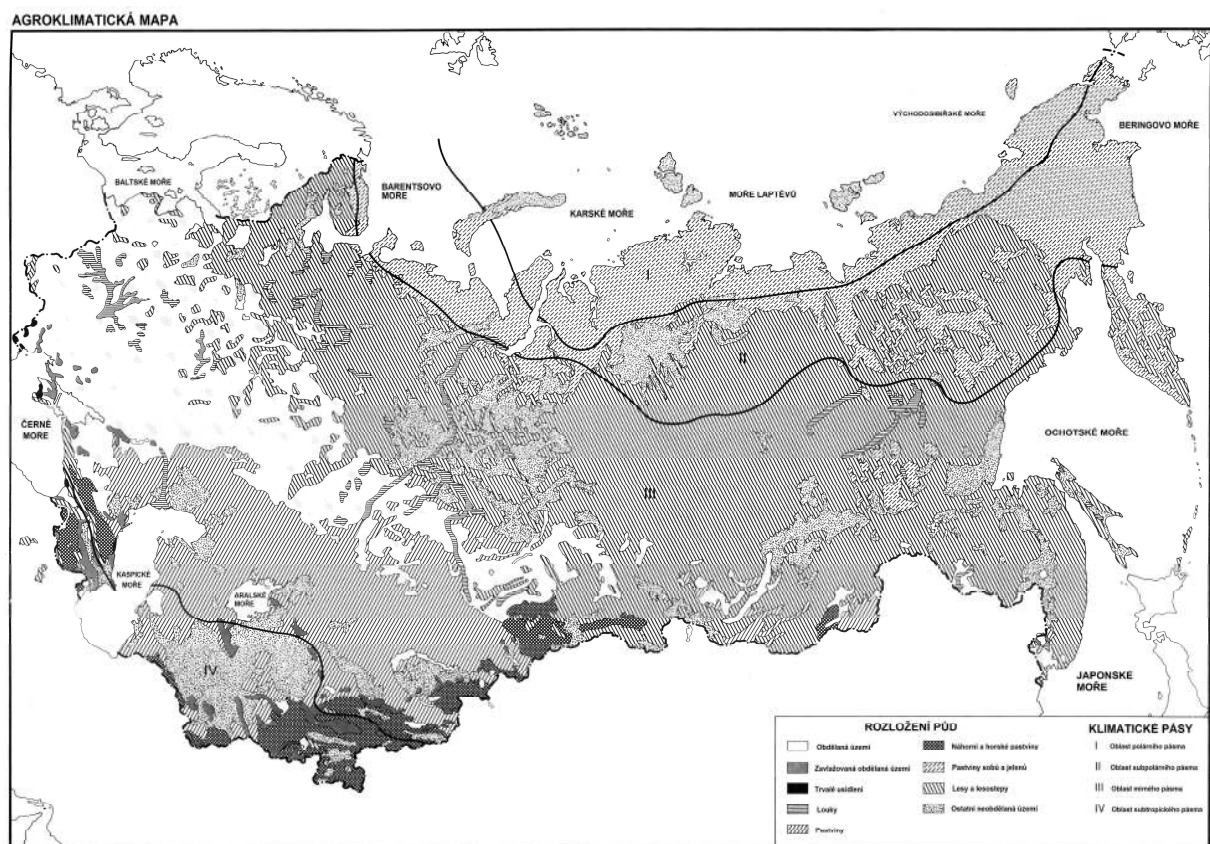 AGROKLIMATICKÁ MAPA
VÝCHODOSIBIŘSKÉ MOŘE
BERINGOVO MOŘE
BALTSKÉ MOŘE
BARENTSOVO
MOŘE
KARSKÉ MOŘE
MOŘE LAPTĚVŮ
I
II
III
IV
ČERNÉ
MOŘE
OCHOTSKÉ MOŘE
KASPICKÉ
MOŘE
ARALSKÉ
MOŘE
JAPONSKE
MOŘE
ROZLOŽENÍ PŮD
Obdělaná území
Zavlažovaná obdělaná území
Trvalé usídlení
Louky
Pastviny
Náhorní a horské pastviny
Pastviny sobů a jelenů
Lesy a lesostepy
Ostatní neobdělaná území
KLIMATICKÉ PÁSY
I Oblast polárního pásma
II Oblast subpolárního pásma
III Oblast mírného pásma
IV Oblast subtropického pásma